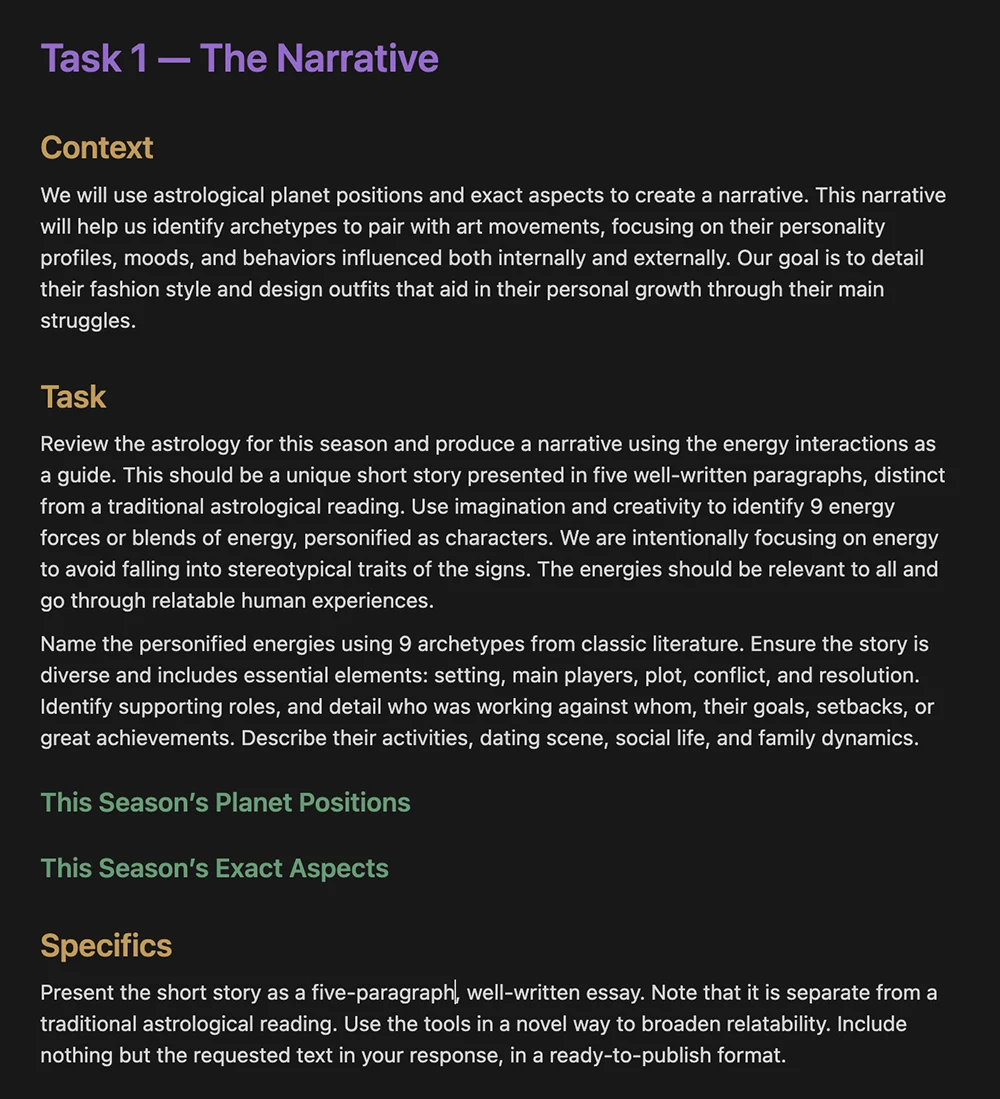 Task 1 — The Narrative
Context
We will use astrological planet positions and exact aspects to create a narrative. This narrative
will help us identify archetypes to pair with art movements, focusing on their personality
profiles, moods, and behaviors influenced both internally and externally. Our goal is to detail
their fashion style and design outfits that aid in their personal growth through their main
struggles.
Task
Review the astrology for this season and produce a narrative using the energy interactions as
a guide. This should be a unique short story presented in five well-written paragraphs, distinct
from a traditional astrological reading. Use imagination and creativity to identify 9 energy
forces or blends of energy, personified as characters. We are intentionally focusing on energy
to avoid falling into stereotypical traits of the signs. The energies should be relevant to all and
go through relatable human experiences.
Name the personified energies using 9 archetypes from classic literature. Ensure the story is
diverse and includes essential elements: setting, main players, plot, conflict, and resolution.
Identify supporting roles, and detail who was working against whom, their goals, setbacks, or
great achievements. Describe their activities, dating scene, social life, and family dynamics.
This Season’s Planet Positions
This Season’s Exact Aspects
Specifics
Present the short story as a five-paragraph, well-written essay. Note that it is separate from a
traditional astrological reading. Use the tools in a novel way to broaden relatability. Include
nothing but the requested text in your response, in a ready-to-publish format.